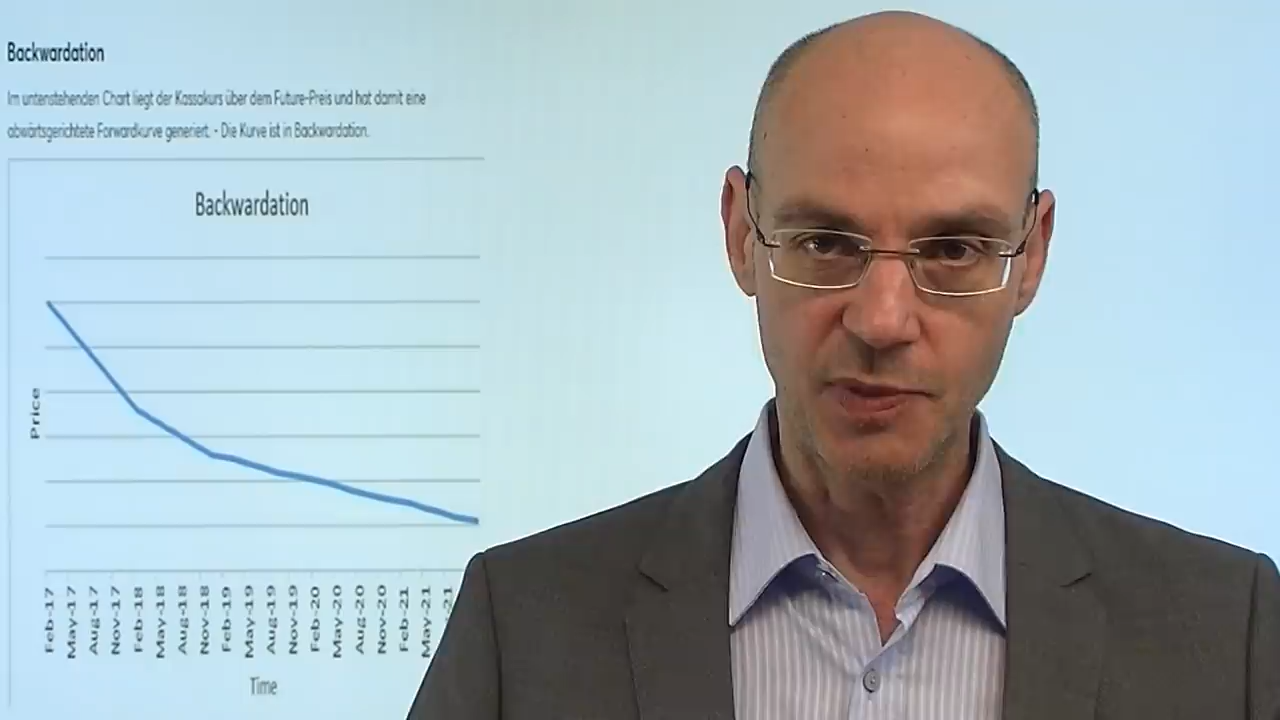 Backwardation
Im untenstehenden Chart liegt der Kassakurs über dem Future-Preis und hat damit eine
abwärtsgerichtete Forwardkurve generiert. - Die Kurve ist in Backwardation.
Backwardation
Price
Feb-17
May-17
Aug-17
Nov-17
Feb-18
May-18
Aug-18
Nov-18
Feb-19
May-19
Aug-19
Nov-19
Feb-20
May-20
Aug-20
Nov-20
Feb-21
May-21
Time